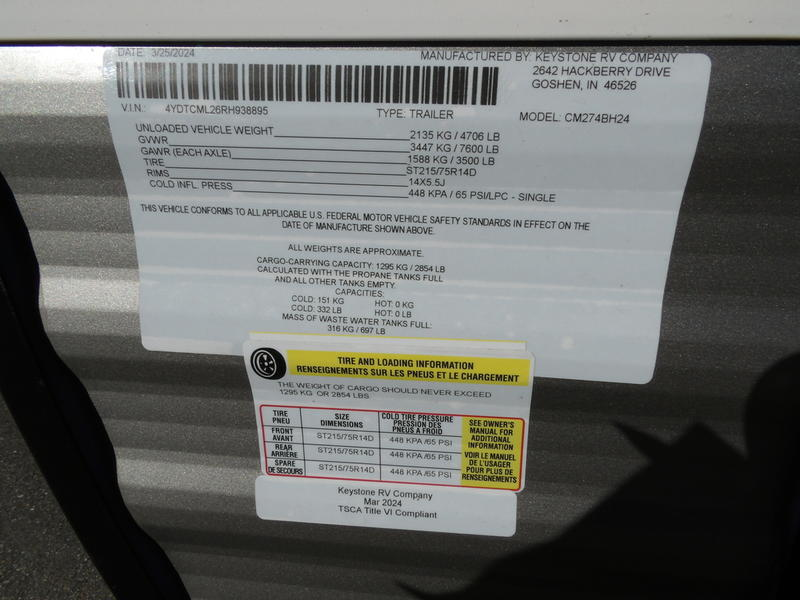 DATE: 3/25/2024
MANUFACTURED BY: KEYSTONE RV COMPANY
2642 HACKBERRY DRIVE
GOSHEN, IN 46526
V.I.N.: 4YDTCML26RH938895 TYPE: TRAILER MODEL: CM274BH24
UNLOADED VEHICLE WEIGHT 2135 KG / 4706 LB
GVWR 3447 KG / 7600 LB
GAWR (EACH AXLE) 1588 KG / 3500 LB
TIRE ST215/75R14D
RIMS 14X5.5J
COLD INFL. PRESS 448 KPA / 65 PSI/LPC - SINGLE
THIS VEHICLE CONFORMS TO ALL APPLICABLE U.S. FEDERAL MOTOR VEHICLE SAFETY STANDARDS IN EFFECT ON THE
DATE OF MANUFACTURE SHOWN ABOVE.
ALL WEIGHTS ARE APPROXIMATE.
CARGO-CARRYING CAPACITY: 1295 KG / 2854 LB
CALCULATED WITH THE PROPANE TANKS FULL
AND ALL OTHER TANKS EMPTY.
CAPACITIES:
COLD: 151 KG HOT: 0 KG
COLD: 332 LB HOT: 0 LB
MASS OF WASTE WATER TANKS FULL:
316 KG / 697 LB
TIRE AND LOADING INFORMATION
RENSEIGNEMENTS SUR LES PNEUS ET LE CHARGEMENT
THE WEIGHT OF CARGO SHOULD NEVER EXCEED
1295 KG OR 2854 LBS
TIRE
PNEU
SIZE
DIMENSIONS
COLD TIRE PRESSURE
PRESSION DES
PNEUS A FROID
FRONT
AVANT
ST215/75R14D
448 KPA /65 PSI
REAR
ARRIÈRE
ST215/75R14D
448 KPA /65 PSI
SPARE
DE SECOURS
ST215/75R14D
448 KPA /65 PSI
SEE OWNER'S
MANUAL FOR
ADDITIONAL
INFORMATION
VOIR LE MANUEL
DE L'USAGER
POUR PLUS DE
RENSEIGNEMENTS
Keystone RV Company
Mar 2024
TSCA Title VI Compliant